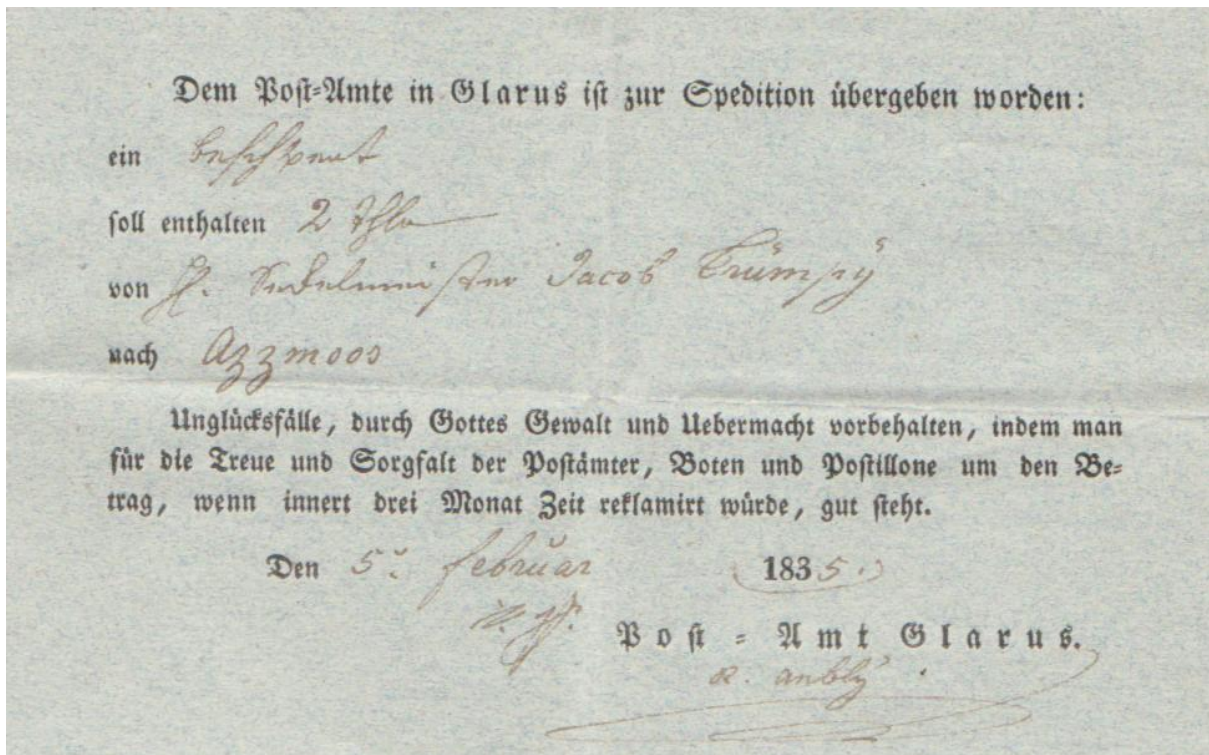 Dem Post-Amte in Glarus ist zur Spedition übergeben worden:
ein
soll enthalten 2
von H. Sekelmeister Jacob Trümpÿ
nach Azzmoos
Unglücksfälle, durch Gottes Gewalt und Uebermacht vorbehalten, indem man
für die Treue und Sorgfalt der Postämter, Boten und Postillone um den Be-
trag, wenn innert drei Monat Zeit reklamirt würde, gut steht.
Den 5. februar 1835.
Post-Amt Glarus.